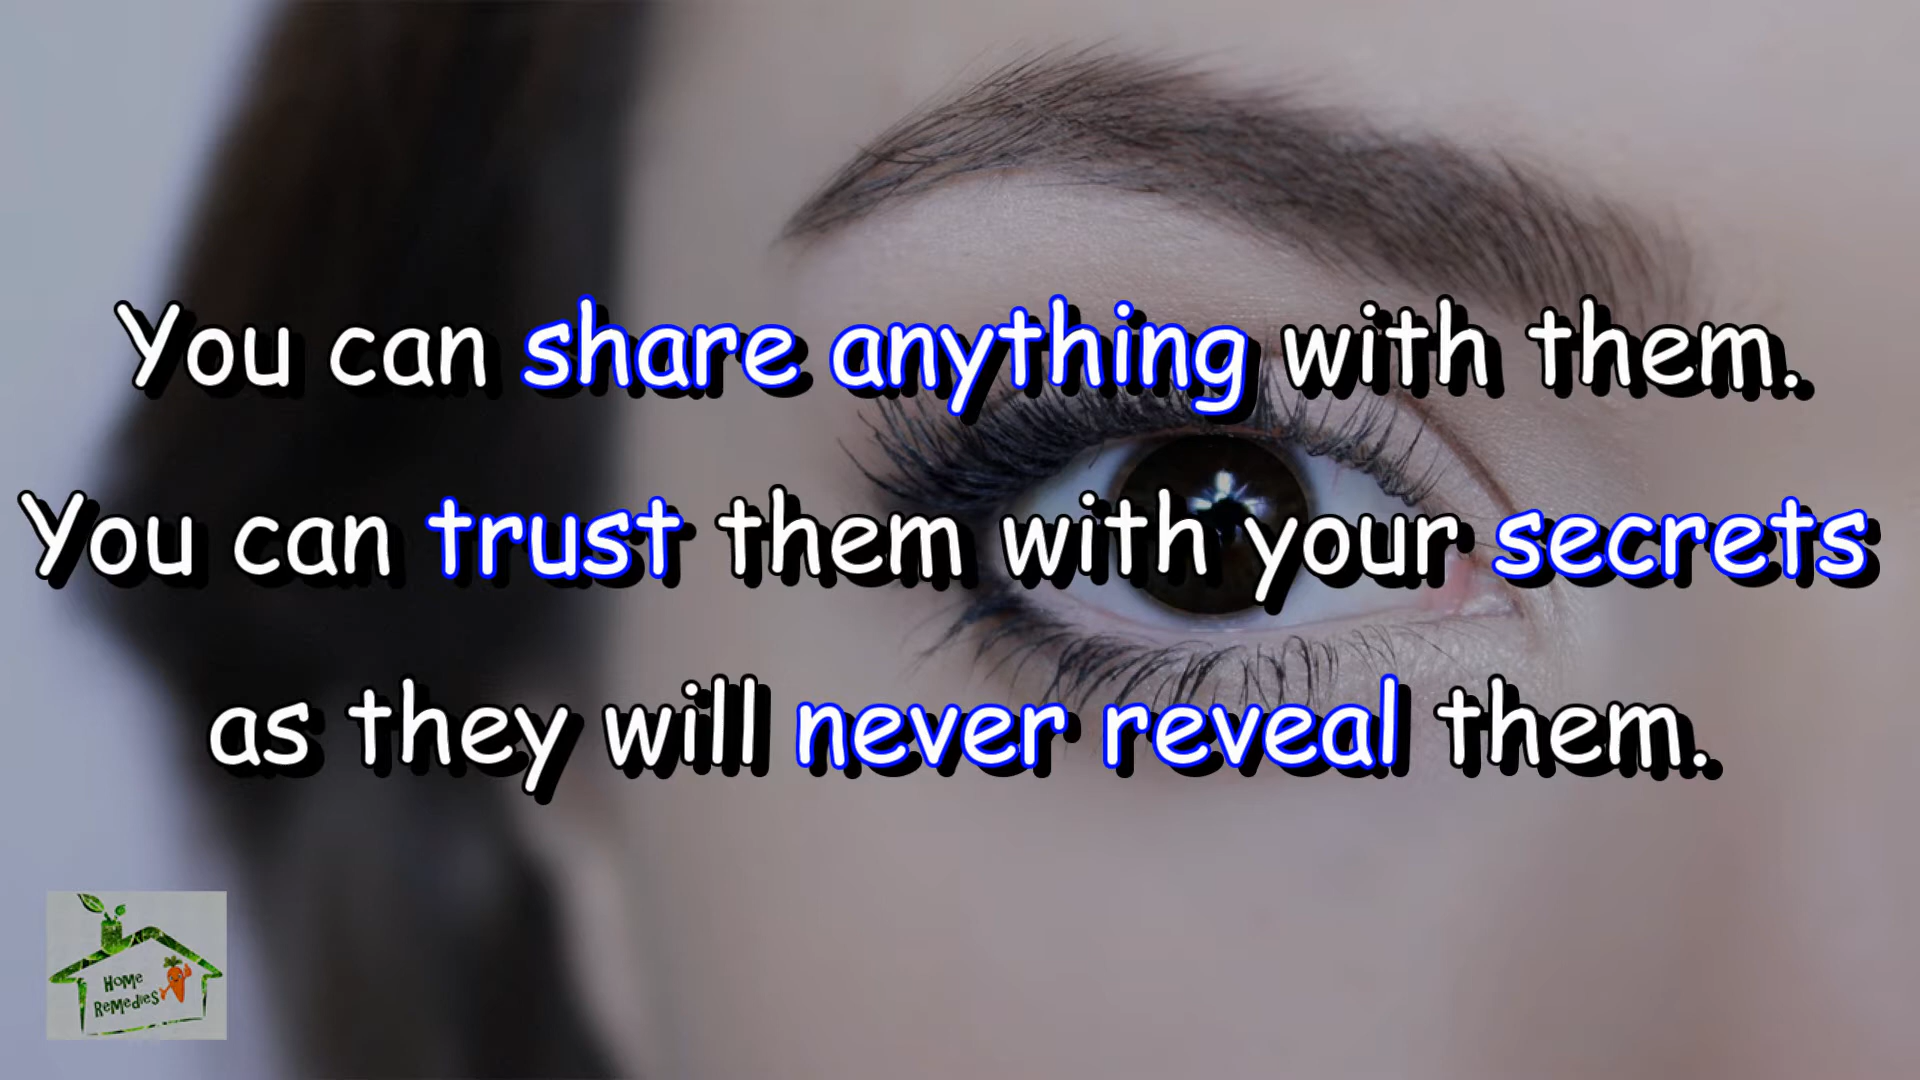 You can share anything with them.
You can trust them with your secrets
as they will never reveal them.
Home
Remedies